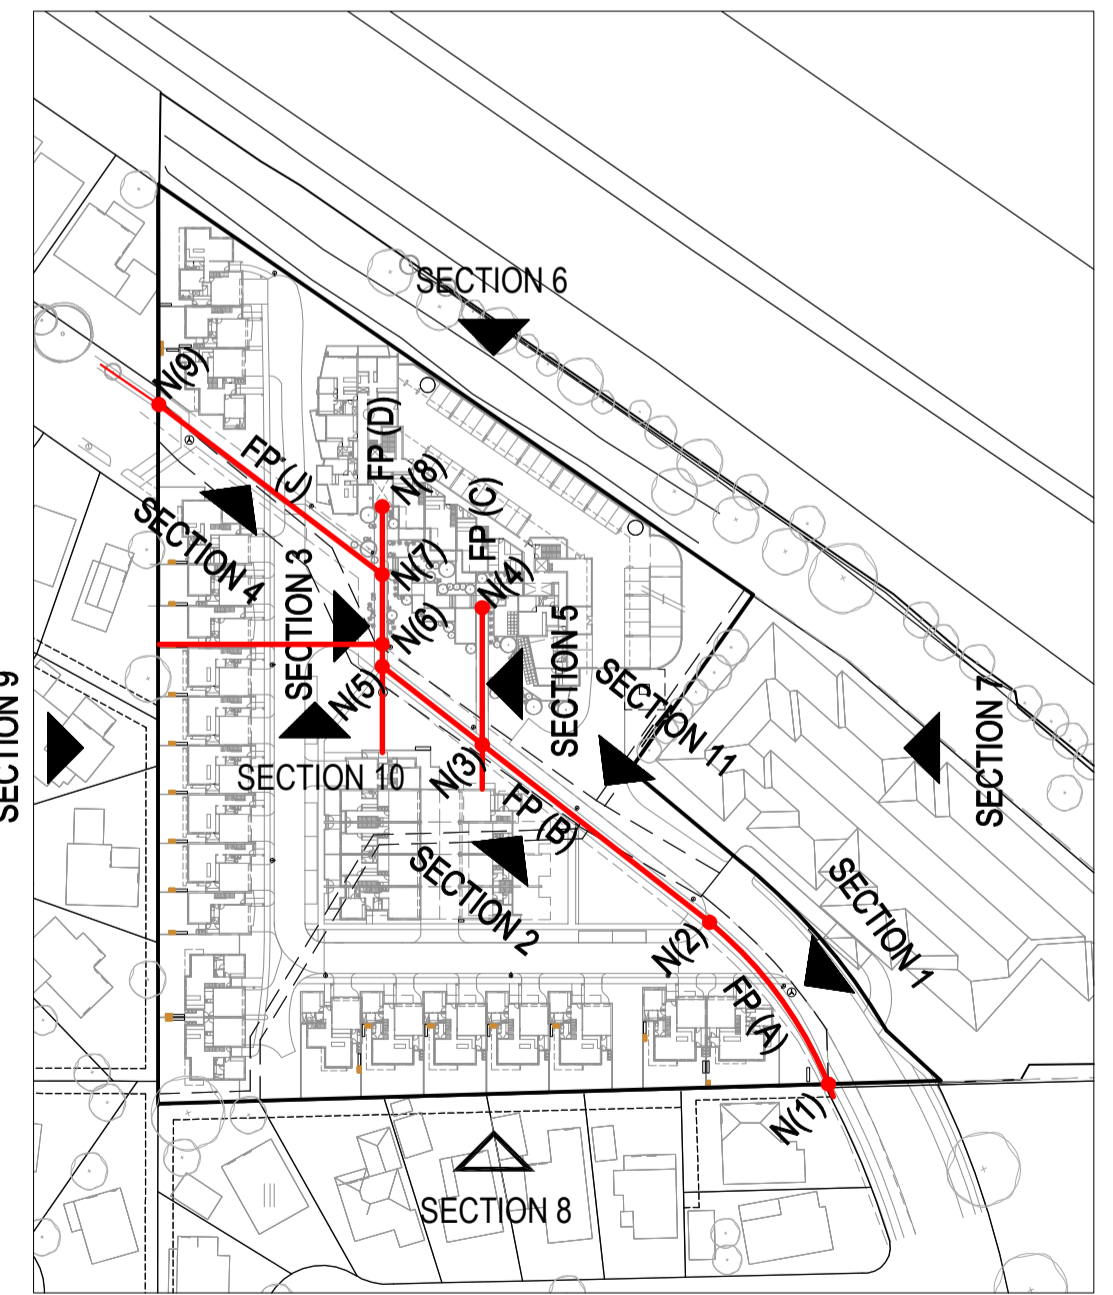 SECTION 6
N(9)
FP (D)
FP (J)
N(8)
FP (C)
SECTION 4
N(7)
N(4)
SECTION 3
N(6)
SECTION 5
N(5)
SECTION 11
SECTION 9
SECTION 7
SECTION 10
N(3)
FP (B)
SECTION 2
SECTION 1
N(2)
FP (A)
N(1)
SECTION 8